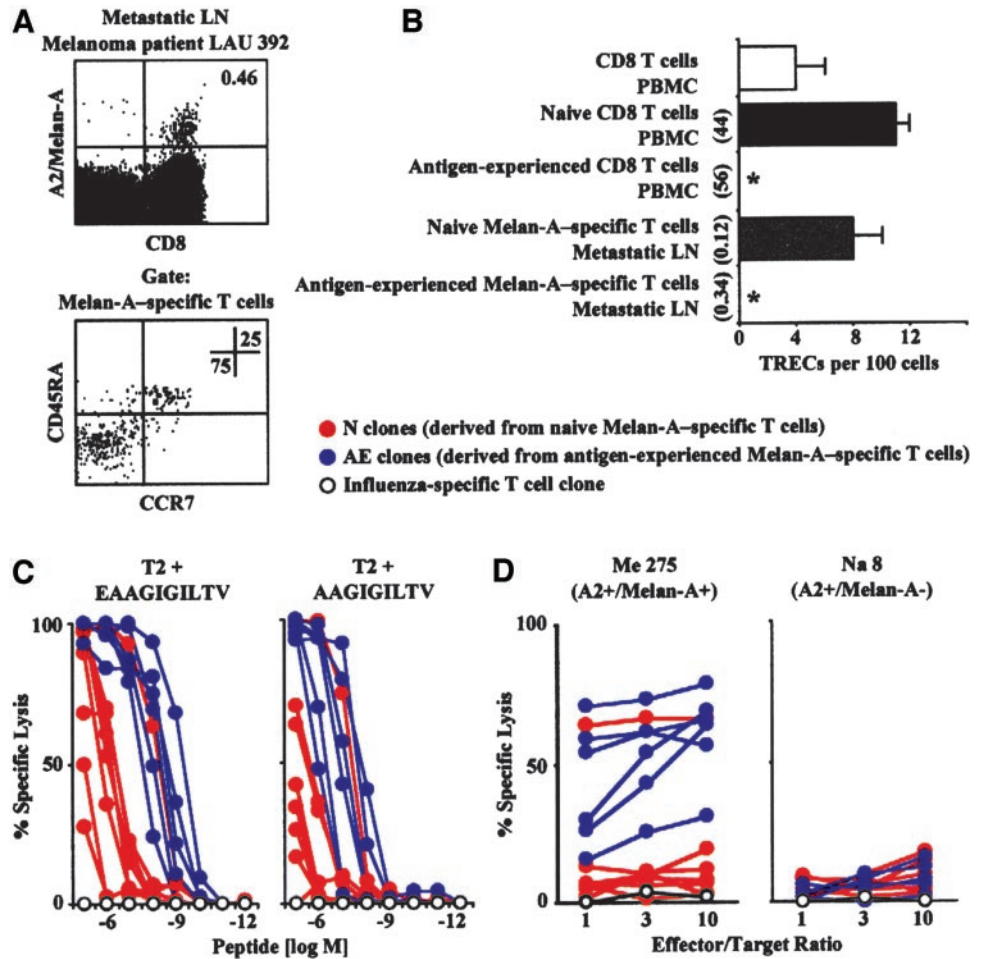 A
Metastatic LN
Melanoma patient LAU 392
0.46
A2/Melan-A
CD8
Gate:
Melan-A–specific T cells
25
75
CD45RA
CCR7
B
CD8 T cells
PBMC
Naive CD8 T cells
PBMC
(44)
Antigen-experienced CD8 T cells
PBMC
(56)
*
Naive Melan-A–specific T cells
Metastatic LN
(0.12)
Antigen-experienced Melan-A–specific T cells
Metastatic LN
(0.34)
*
0 4 8 12
TRECs per 100 cells
N clones (derived from naive Melan-A–specific T cells)
AE clones (derived from antigen-experienced Melan-A–specific T cells)
Influenza-specific T cell clone
C
T2 +
EAAGIGILTV
T2 +
AAGIGILTV
100
50
0
% Specific Lysis
-6 -9 -12
-6 -9 -12
Peptide [log M]
D
Me 275
(A2+/Melan-A+)
Na 8
(A2+/Melan-A-)
100
50
0
% Specific Lysis
1 3 10
1 3 10
Effector/Target Ratio